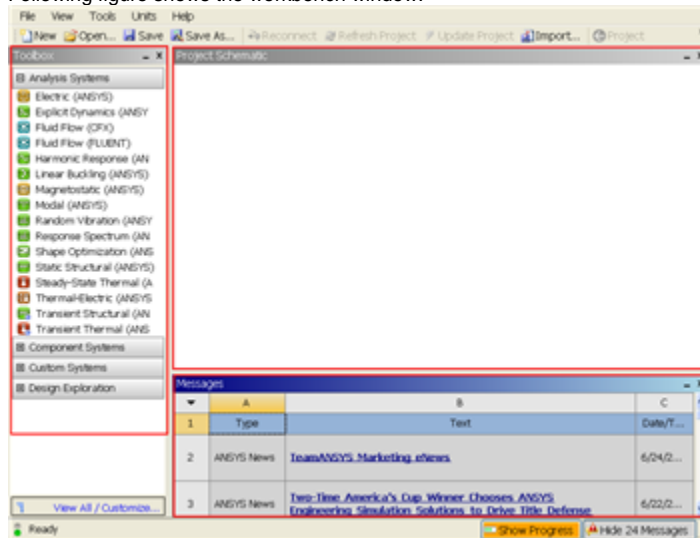 Following figure shows the workbench window.
File View Tools Units Help
New Open... Save Save As... Reconnect Refresh Project Update Project Import... Project
Toolbox
Project Schematic
Analysis Systems
Electric (ANSYS)
Explicit Dynamics (ANSY
Fluid Flow (CFX)
Fluid Flow (FLUENT)
Harmonic Response (AN
Linear Buckling (ANSYS)
Magnetostatic (ANSYS)
Modal (ANSYS)
Random Vibration (ANSY
Response Spectrum (AN
Shape Optimization (ANS
Static Structural (ANSYS)
Steady-State Thermal (A
Thermal-Electric (ANSYS
Transient Structural (AN
Transient Thermal (ANS
Component Systems
Custom Systems
Design Exploration
View All / Customize...
Messages
A B C
1 Type Text Date/T...
2 ANSYS News TeamANSYS Marketing eNews 6/24/2...
3 ANSYS News Two-Time America's Cup Winner Chooses ANSYS
Engineering Simulation Solutions to Drive Title Defense 6/22/2...
Ready
Show Progress Hide 24 Messages